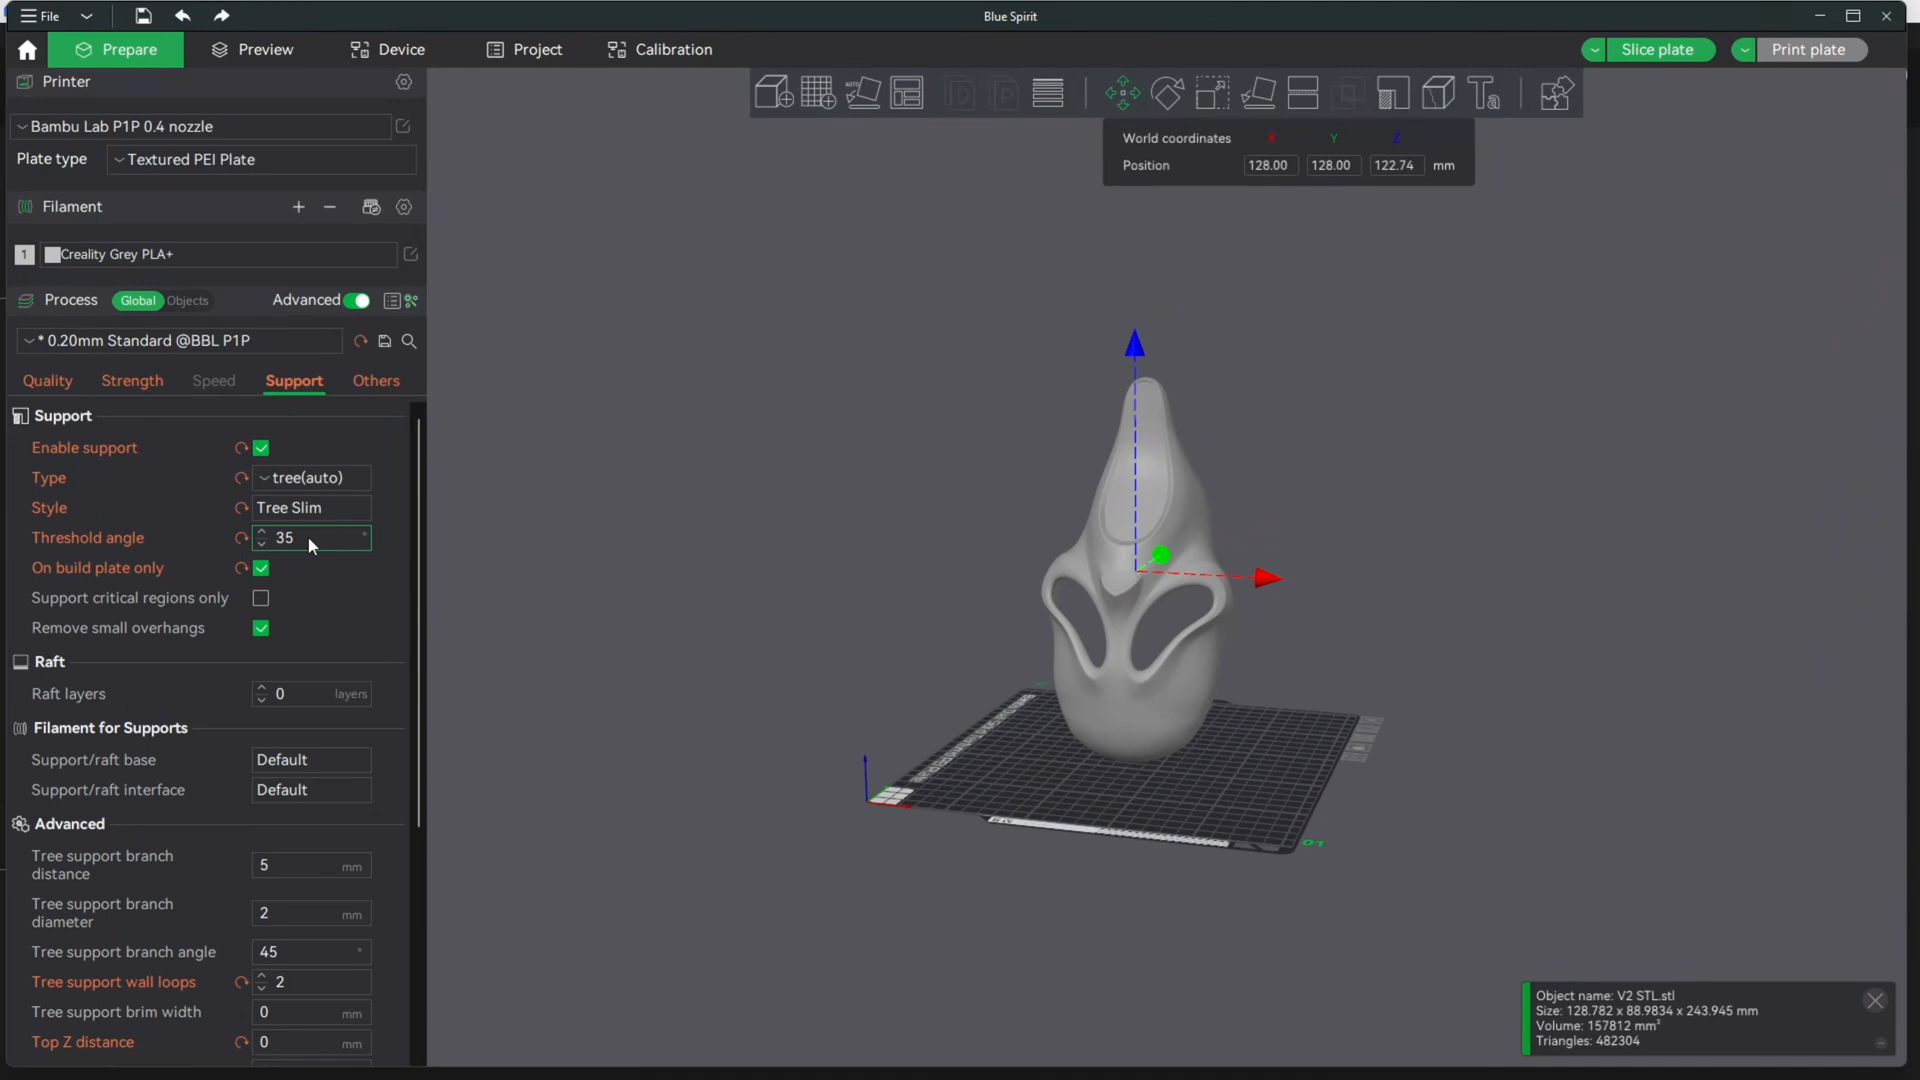 File
Blue Spirit
Prepare
Preview
Device
Project
Calibration
Slice plate
Print plate
Printer
Bambu Lab P1P 0.4 nozzle
Plate type
Textured PEI Plate
Filament
1
Creality Grey PLA+
Process
Global
Objects
Advanced
* 0.20mm Standard @BBL P1P
Quality
Strength
Speed
Support
Others
Support
Enable support
Type
tree(auto)
Style
Tree Slim
Threshold angle
35
°
On build plate only
Support critical regions only
Remove small overhangs
Raft
Raft layers
0
layers
Filament for Supports
Support/raft base
Default
Support/raft interface
Default
Advanced
Tree support branch
distance
5
mm
Tree support branch
diameter
2
mm
Tree support branch angle
45
°
Tree support wall loops
2
Tree support brim width
0
mm
Top Z distance
0
mm
World coordinates
X
Y
Z
Position
128.00
128.00
122.74
mm
01
Object name: V2 STL.stl
Size: 128.782 x 88.9834 x 243.945 mm
Volume: 157812 mm³
Triangles: 482304